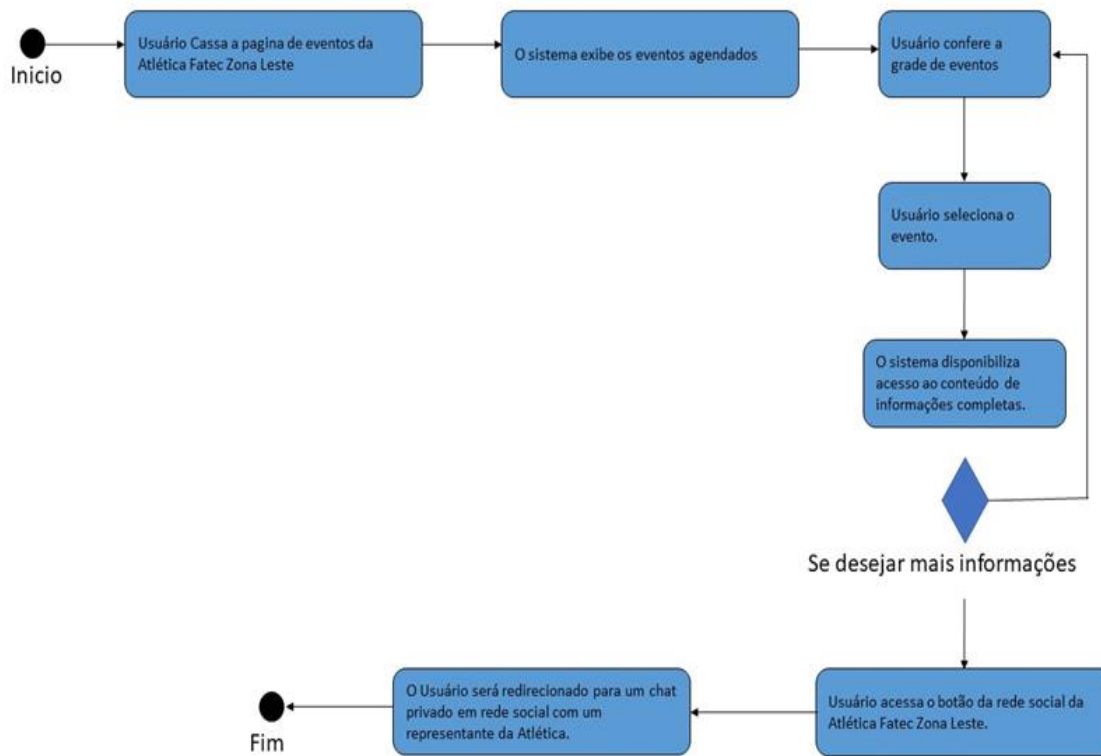 Inicio
Usuário Cassa a pagina de eventos da
Atlética Fatec Zona Leste
O sistema exibe os eventos agendados
Usuário confere a
grade de eventos
Usuário seleciona o
evento.
O sistema disponibiliza
acesso ao conteúdo de
informações completas.
Se desejar mais informações
Usuário acessa o botão da rede social da
Atlética Fatec Zona Leste.
O Usuário será redirecionado para um chat
privado em rede social com um
representante da Atlética.
Fim